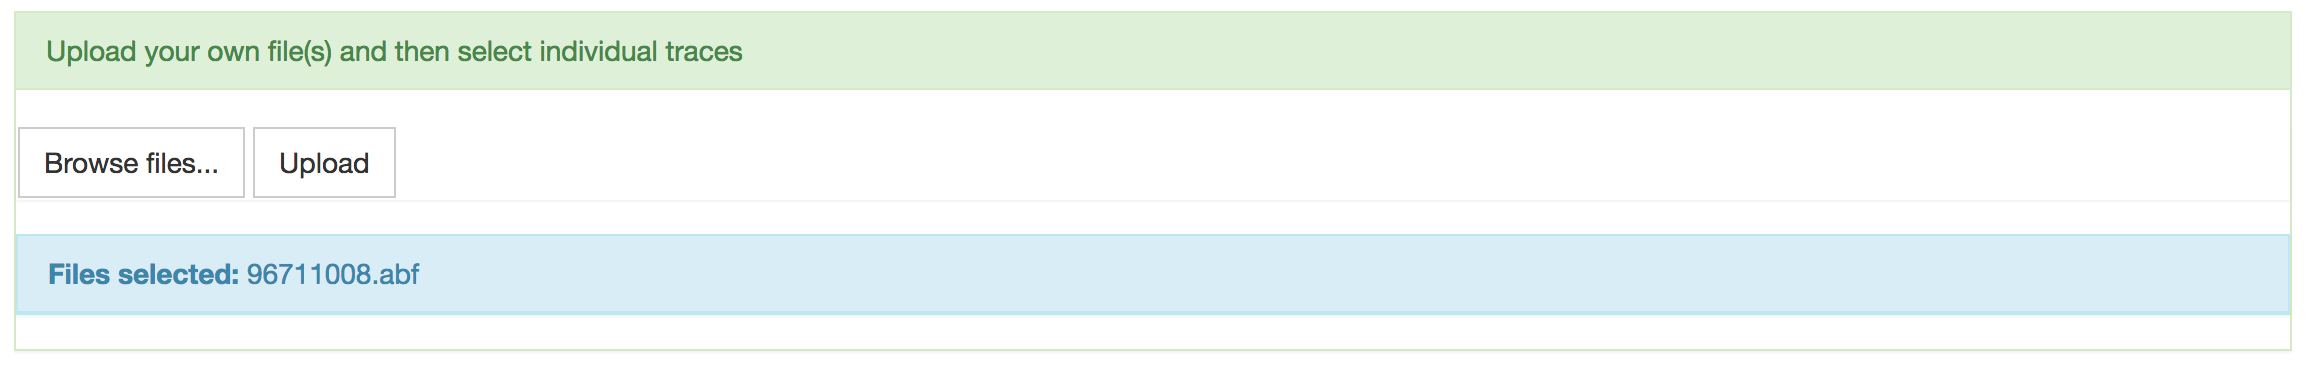 Upload your own file(s) and then select individual traces
Browse files... Upload
Files selected: 96711008.abf